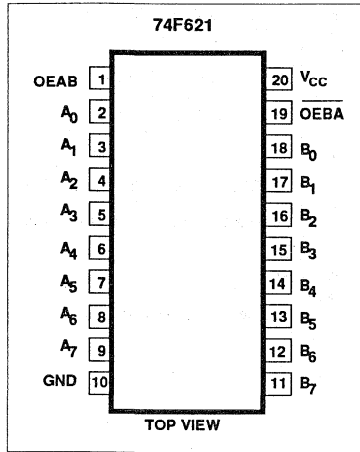 74F621
OEAB 1 20 VCC
A0 2 19 OEBA
A1 3 18 B0
A2 4 17 B1
A3 5 16 B2
A4 6 15 B3
A5 7 14 B4
A6 8 13 B5
A7 9 12 B6
GND 10 11 B7
TOP VIEW